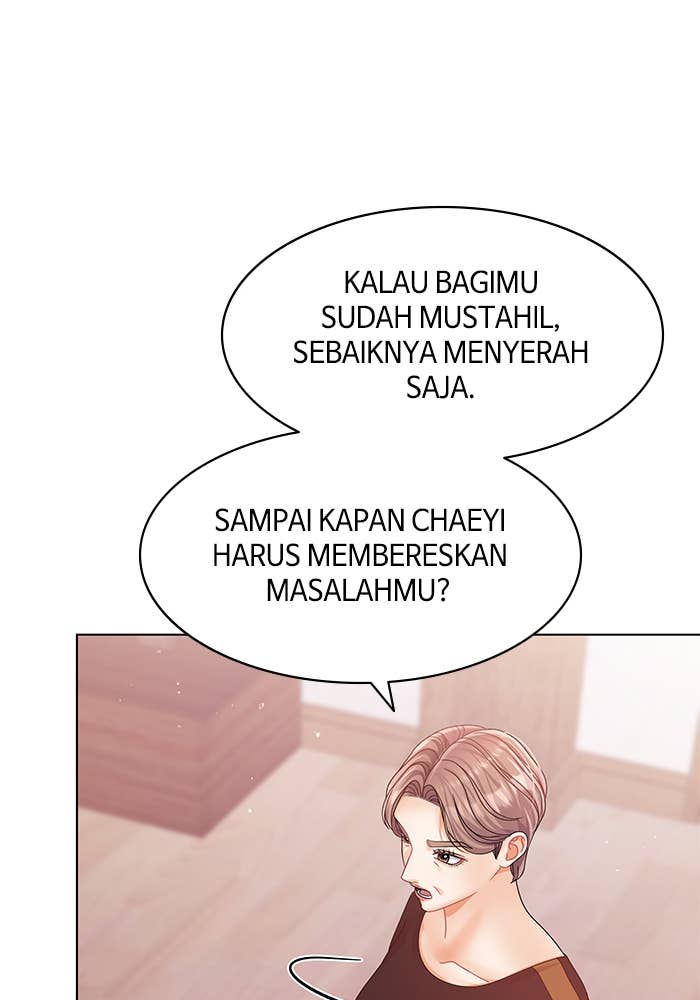 KALAU BAGIMU
SUDAH MUSTAHIL,
SEBAIKNYA MENYERAH
SAJA.
SAMPAI KAPAN CHAEYI
HARUS MEMBERESKAN
MASALAHMU?